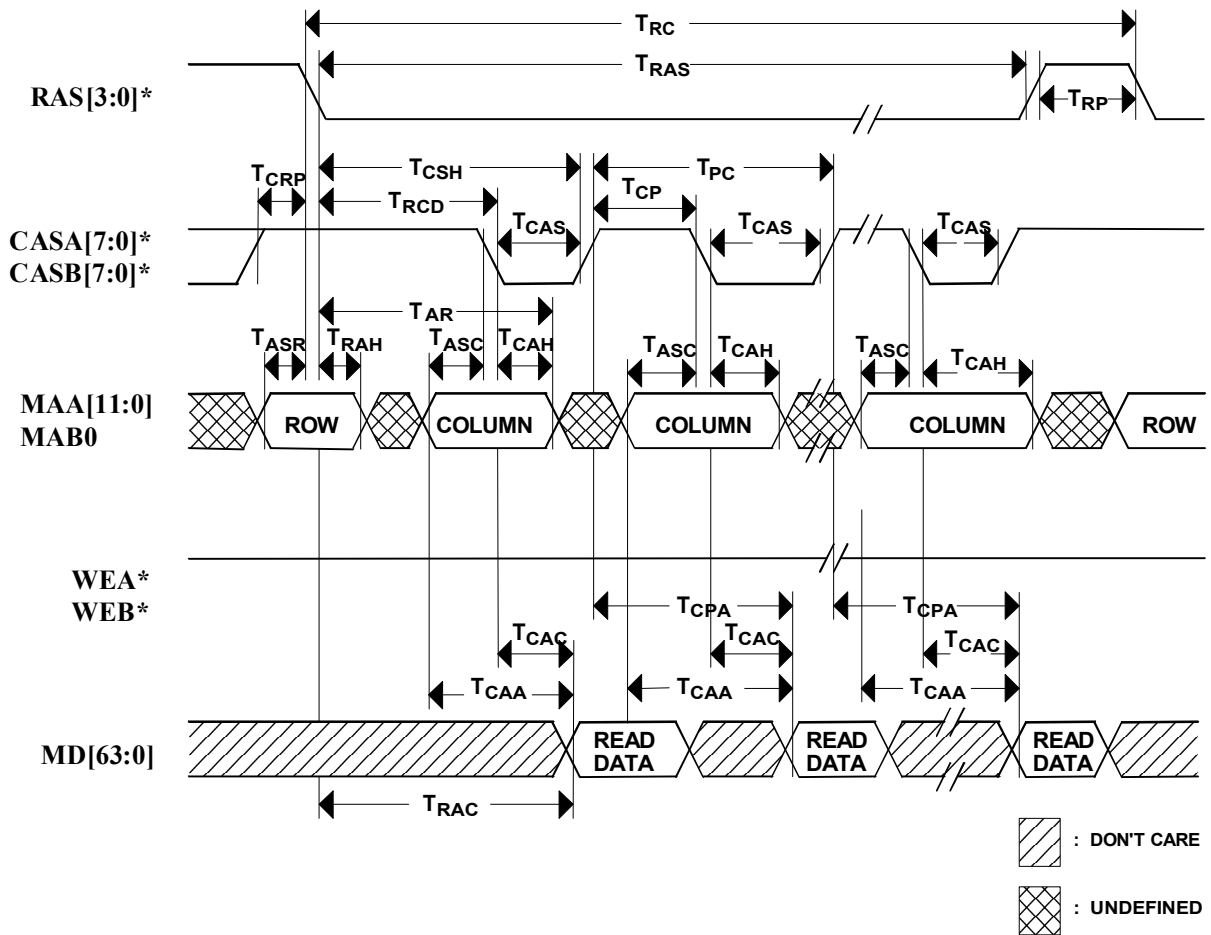 TRC
TRAS
RAS[3:0]*
TRP
TCSH
TPC
TCRP
TRCD
TCP
CASA[7:0]*
TCAS
TCAS
TCAS
CASB[7:0]*
TAR
TASR
TRAH
TASC
TCAH
TASC
TCAH
TASC
TCAH
MAA[11:0]
ROW
COLUMN
COLUMN
COLUMN
ROW
MAB0
WEA*
WEB*
TCPA
TCPA
TCAC
TCAC
TCAC
TCAA
TCAA
TCAA
MD[63:0]
READ
DATA
READ
DATA
READ
DATA
TRAC
: DON'T CARE
: UNDEFINED